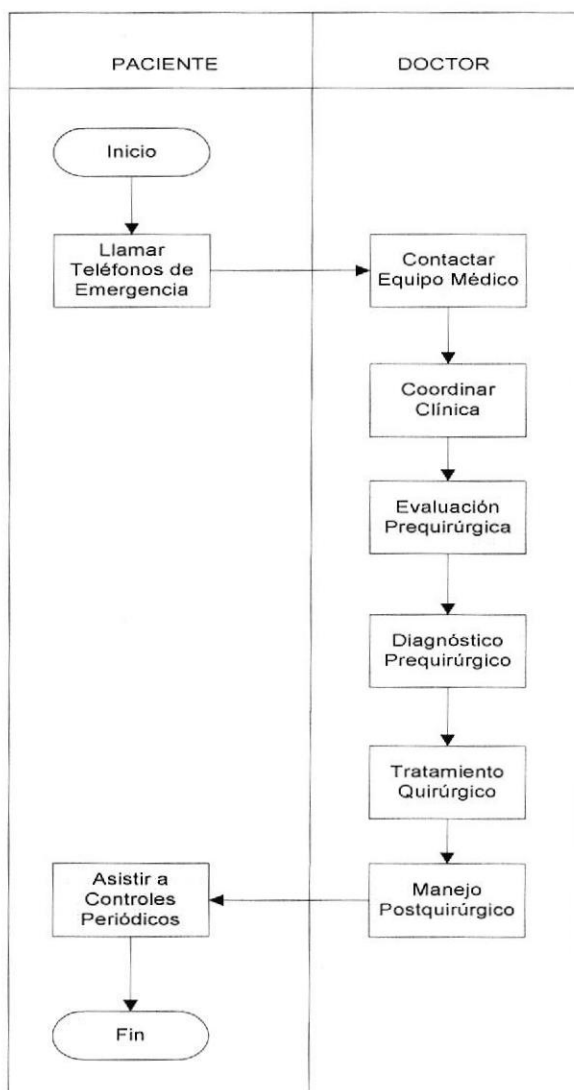 PACIENTE
DOCTOR
Inicio
Llamar
Teléfonos de
Emergencia
Contactar
Equipo Médico
Coordinar
Clínica
Evaluación
Prequirúrgica
Diagnóstico
Prequirúrgico
Tratamiento
Quirúrgico
Manejo
Postquirúrgico
Asistir a
Controles
Periódicos
Fin